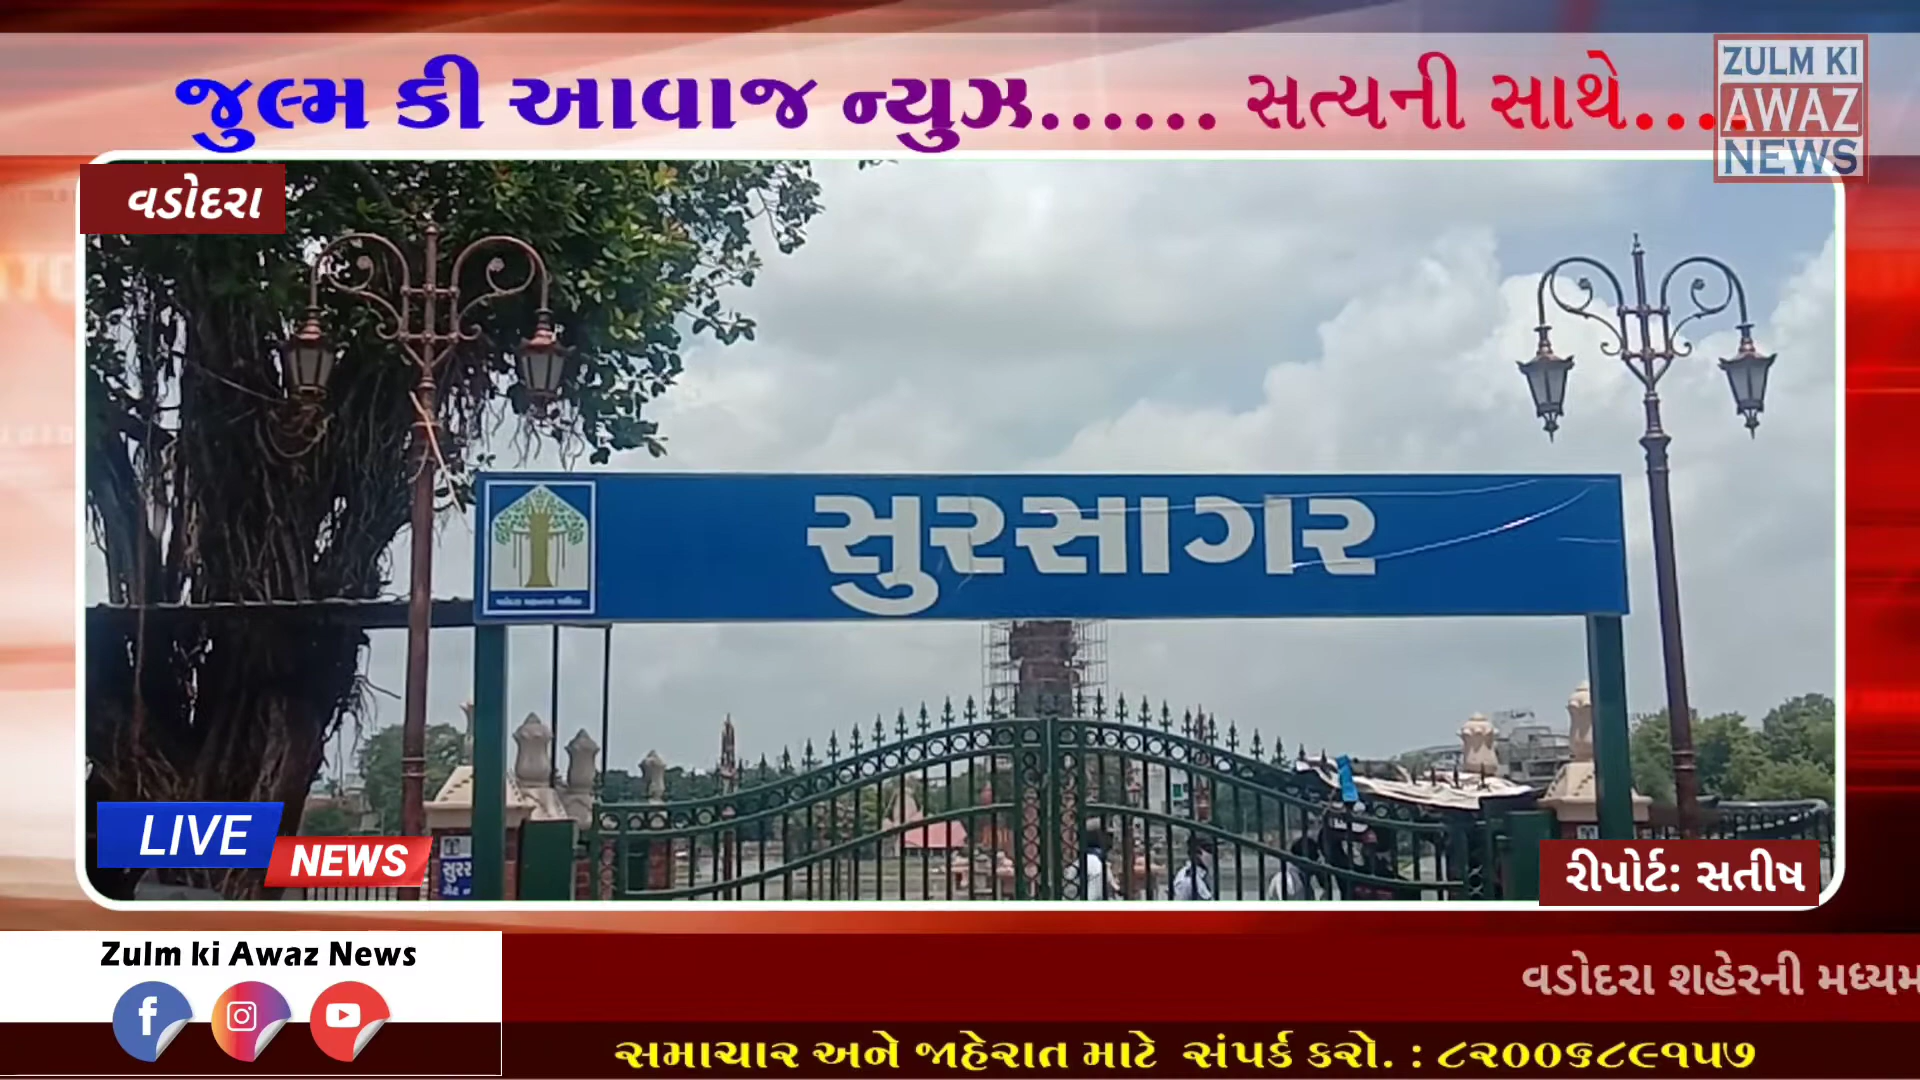 જુલ્મ કી આવાજ ન્યુઝ...... સત્યની સાથે....
ZULM KI
AWAZ
NEWS
વડોદરા
સુરસાગર
LIVE
NEWS
રીપોર્ટ: સતીષ
Zulm ki Awaz News
વડોદરા શહેરની મધ્યમ
સમાચાર અને જાહેરાત માટે સંપર્ક કરો. : ૮૨૦૦૬૮૯૧૫૭